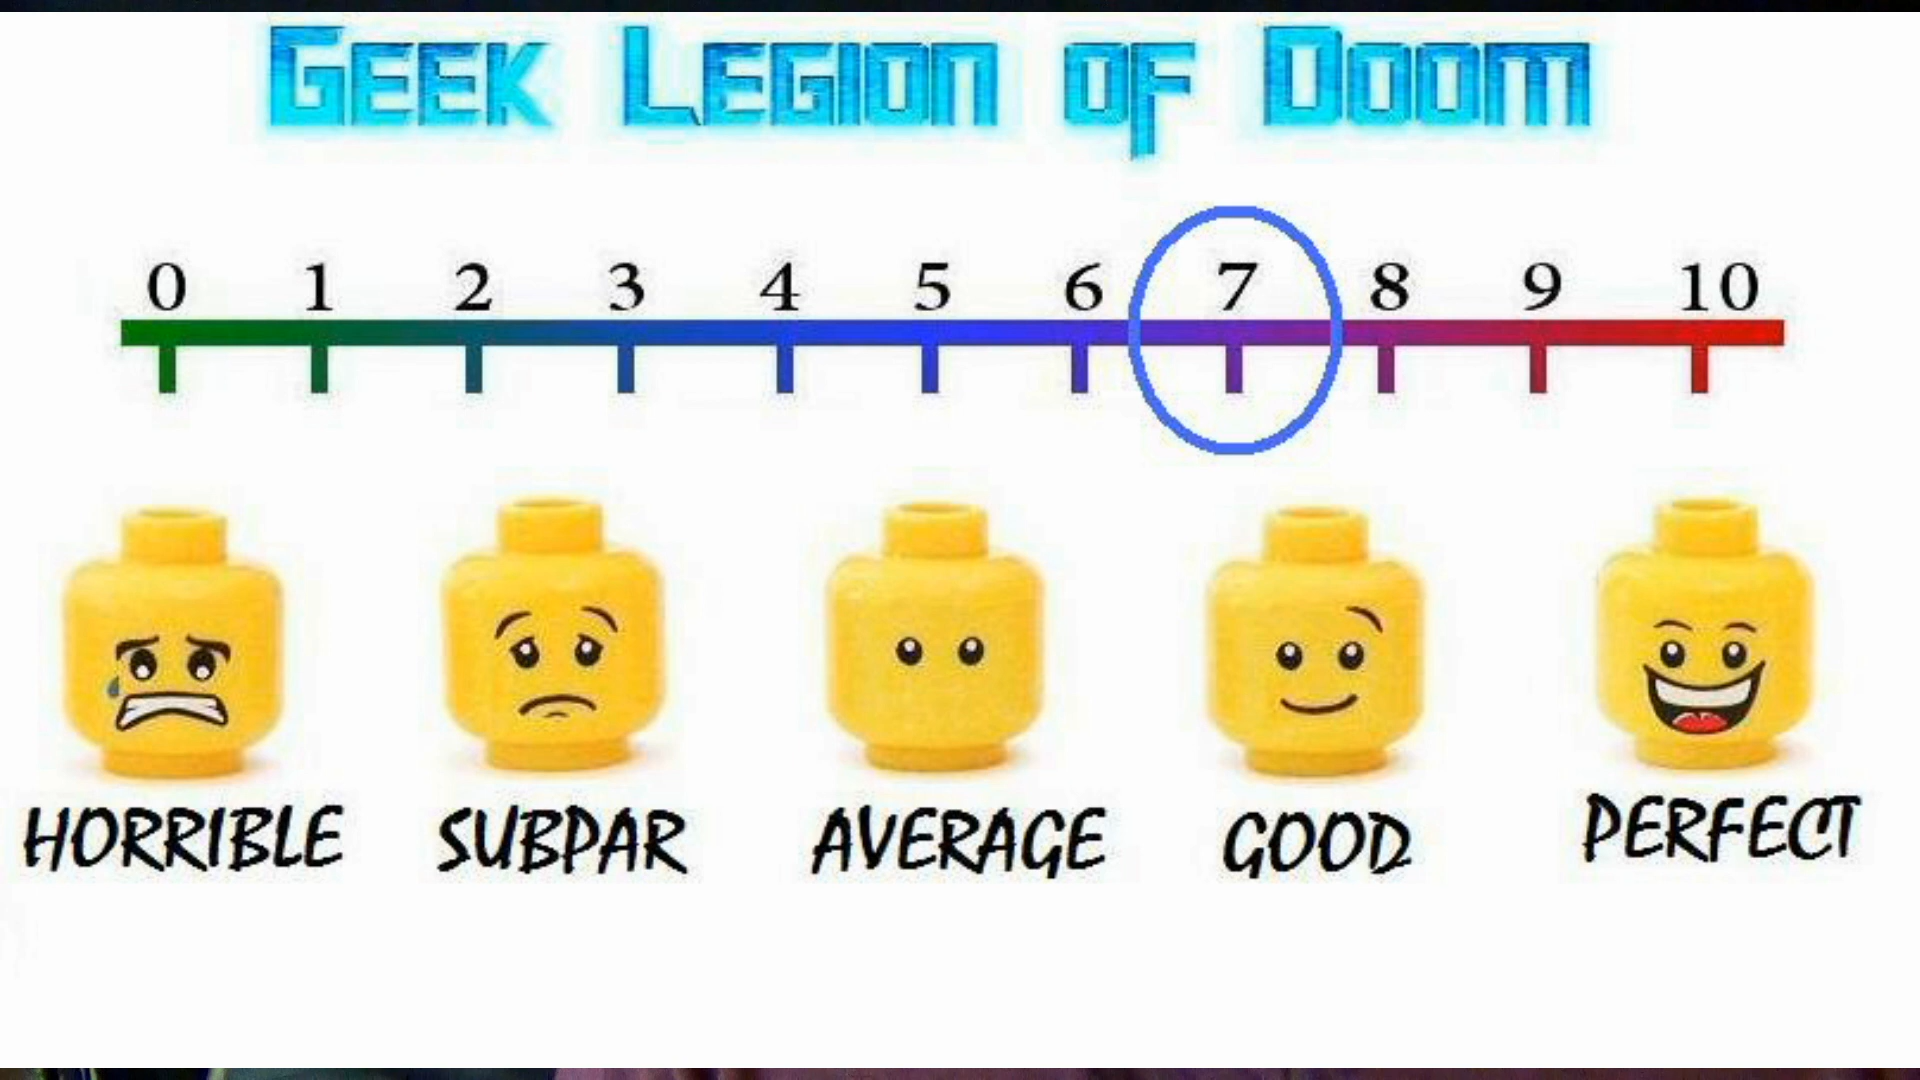 Geek Legion of Doom
0 1 2 3 4 5 6 7 8 9 10
HORRIBLE SUBPAR AVERAGE GOOD PERFECT